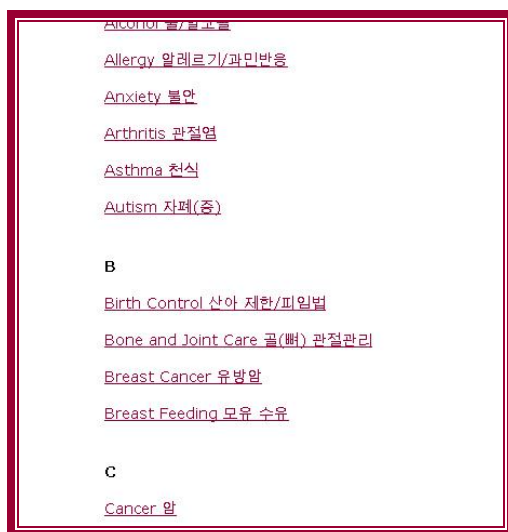 Allergy 알레르기/과민반응
Anxiety 불안
Arthritis 관절염
Asthma 천식
Autism 자폐(증)
B
Birth Control 산아 제한/피임법
Bone and Joint Care 골(뼈) 관절관리
Breast Cancer 유방암
Breast Feeding 모유 수유
C
Cancer 암